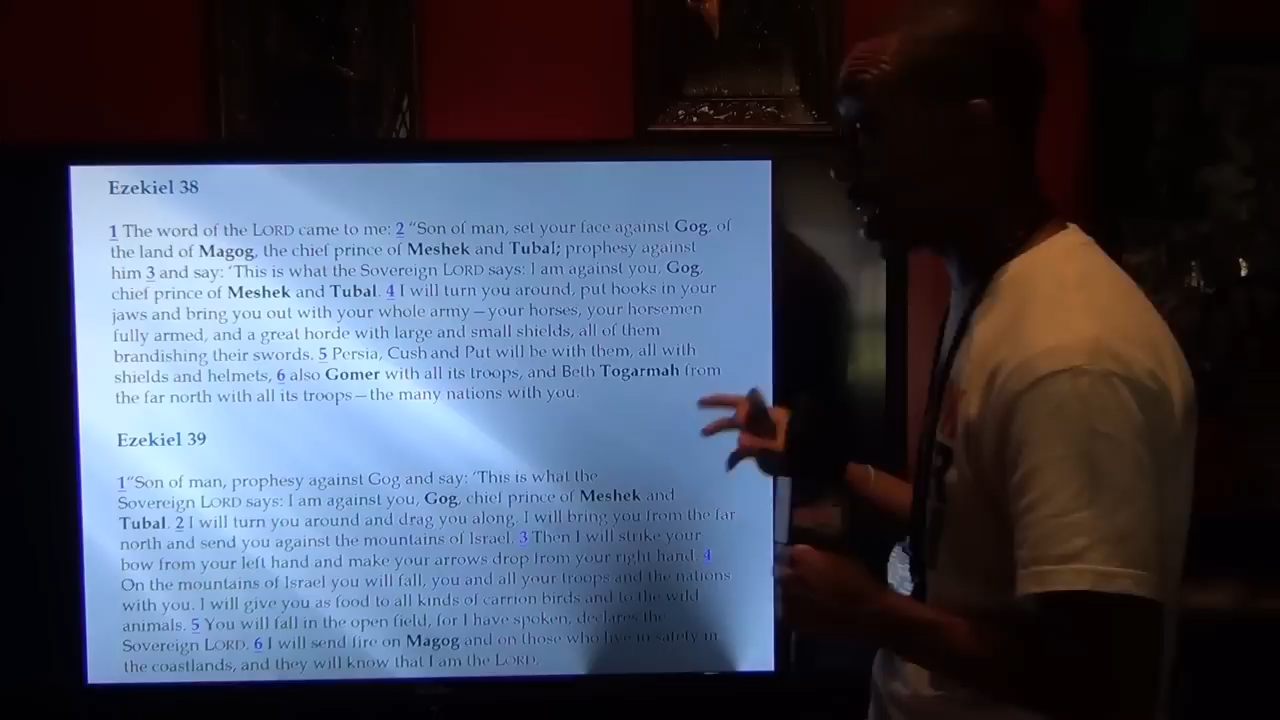 Ezekiel 38
1 The word of the LORD came to me: 2 “Son of man, set your face against Gog, of
the land of Magog, the chief prince of Meshek and Tubal; prophesy against
him 3 and say: ‘This is what the Sovereign LORD says: I am against you, Gog,
chief prince of Meshek and Tubal. 4 I will turn you around, put hooks in your
jaws and bring you out with your whole army—your horses, your horsemen
fully armed, and a great horde with large and small shields, all of them
brandishing their swords. 5 Persia, Cush and Put will be with them, all with
shields and helmets, 6 also Gomer with all its troops, and Beth Togarmah from
the far north with all its troops—the many nations with you.
Ezekiel 39
1“Son of man, prophesy against Gog and say: ‘This is what the
Sovereign LORD says: I am against you, Gog, chief prince of Meshek and
Tubal. 2 I will turn you around and drag you along. I will bring you from the far
north and send you against the mountains of Israel. 3 Then I will strike your
bow from your left hand and make your arrows drop from your right hand. 4
On the mountains of Israel you will fall, you and all your troops and the nations
with you. I will give you as food to all kinds of carrion birds and to the wild
animals. 5 You will fall in the open field, for I have spoken, declares the
Sovereign LORD. 6 I will send fire on Magog and on those who live in safety in
the coastlands, and they will know that I am the LORD.